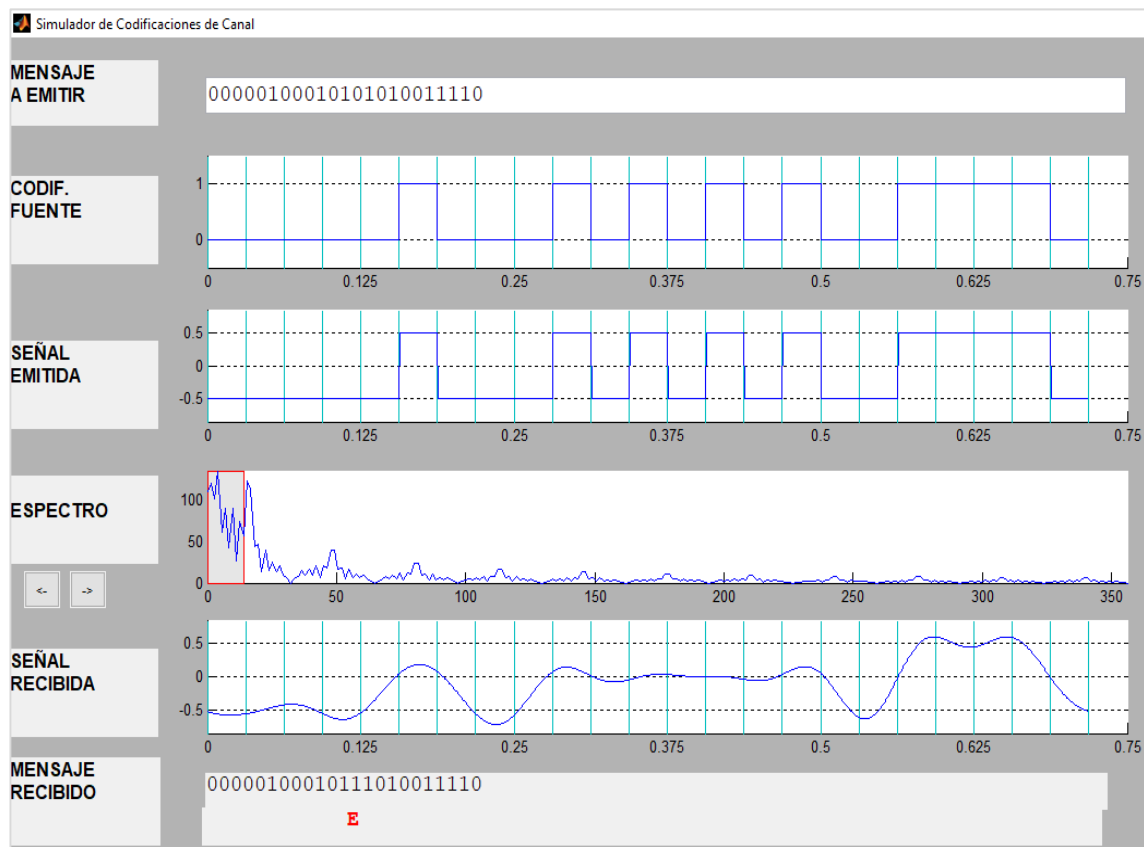 Simulador de Codificaciones de Canal
MENSAJE
A EMITIR
00000100010101010011110
CODIF.
FUENTE
1
0
0 0.125 0.25 0.375 0.5 0.625 0.75
SEÑAL
EMITIDA
0.5
0
-0.5
0 0.125 0.25 0.375 0.5 0.625 0.75
ESPECTRO
100
50
0
0 50 100 150 200 250 300 350
<- ->
SEÑAL
RECIBIDA
0.5
0
-0.5
0 0.125 0.25 0.375 0.5 0.625 0.75
MENSAJE
RECIBIDO
00000100010111010011110
E